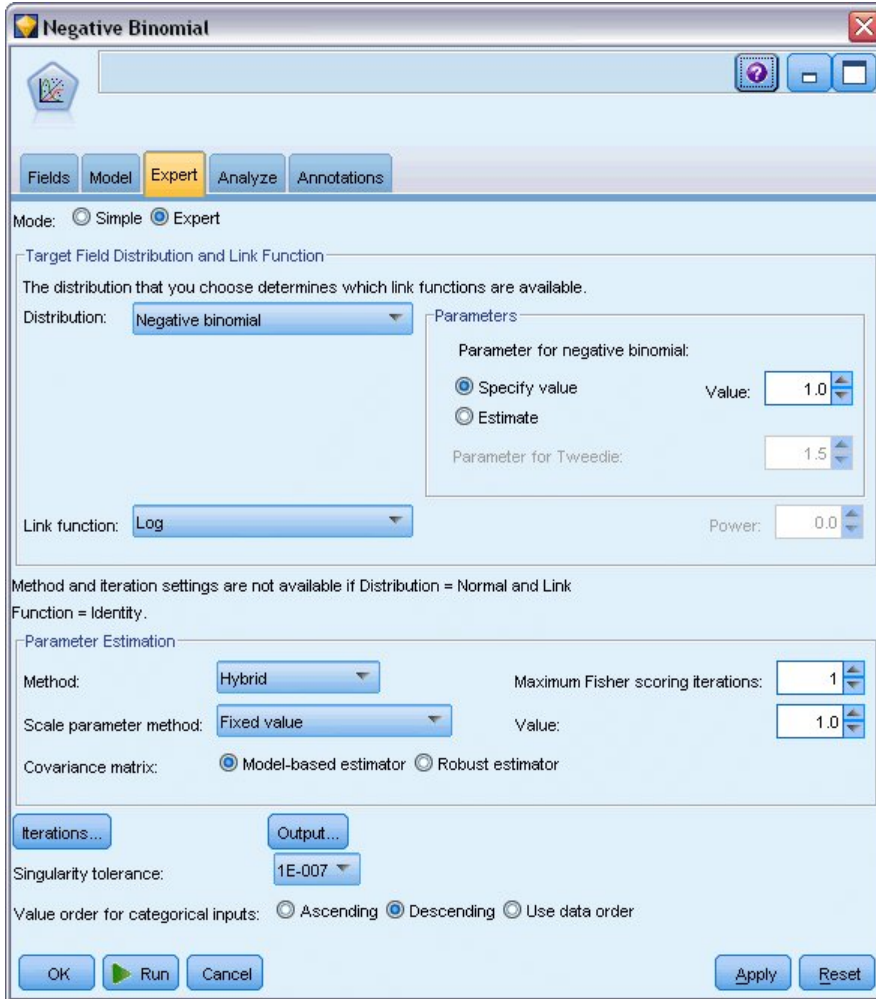 Negative Binomial
Fields Model Expert Analyze Annotations
Mode: Simple Expert
Target Field Distribution and Link Function
The distribution that you choose determines which link functions are available.
Distribution: Negative binomial
Parameters
Parameter for negative binomial:
Specify value Value: 1.0
Estimate
Parameter for Tweedie: 1.5
Link function: Log Power: 0.0
Method and iteration settings are not available if Distribution = Normal and Link
Function = Identity.
Parameter Estimation
Method: Hybrid Maximum Fisher scoring iterations: 1
Scale parameter method: Fixed value Value: 1.0
Covariance matrix: Model-based estimator Robust estimator
Iterations... Output...
Singularity tolerance: 1E-007
Value order for categorical inputs: Ascending Descending Use data order
OK Run Cancel Apply Reset